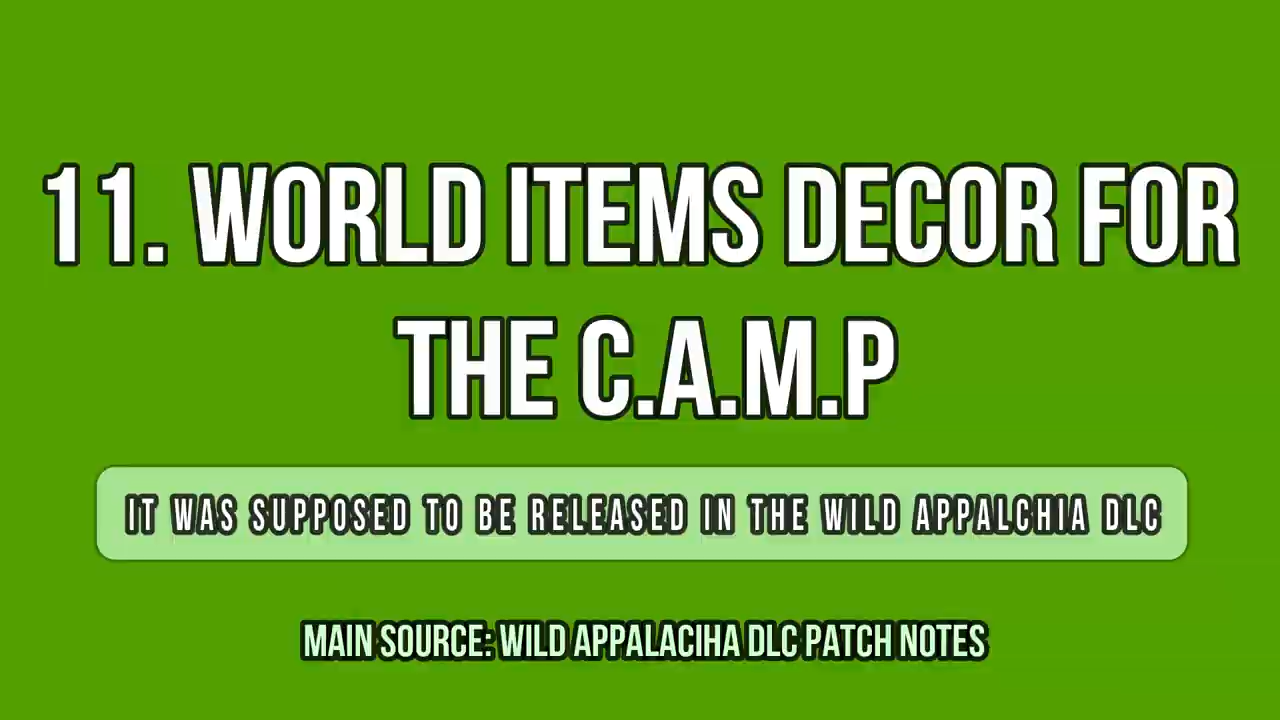 11. WORLD ITEMS DECOR FOR
THE C.A.M.P
IT WAS SUPPOSED TO BE RELEASED IN THE WILD APPALCHIA DLC
MAIN SOURCE: WILD APPALACIHA DLC PATCH NOTES